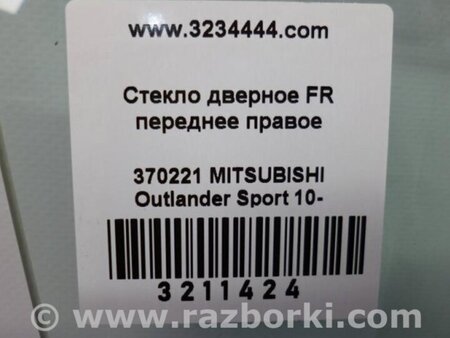 www.3234444.com
Стекло дверное FR
переднее правое
370221 MITSUBISHI
Outlander Sport 10-
3211424
© www.razborki.com